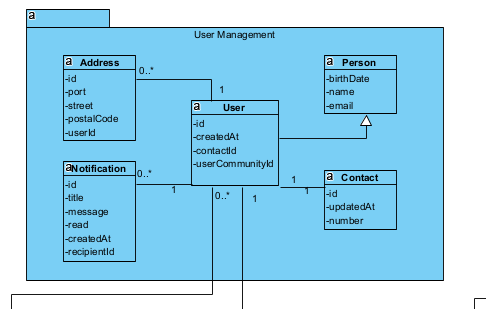 a
User Management
a Address
-id
-port
-street
-postalCode
-userId
0..*
1
a Person
-birthDate
-name
-email
a User
-id
-createdAt
-contactId
-userCommunityId
a Notification
-id
-title
-message
-read
-createdAt
-recipientId
0..*
1
0..*
1
1
1
a Contact
-id
-updatedAt
-number